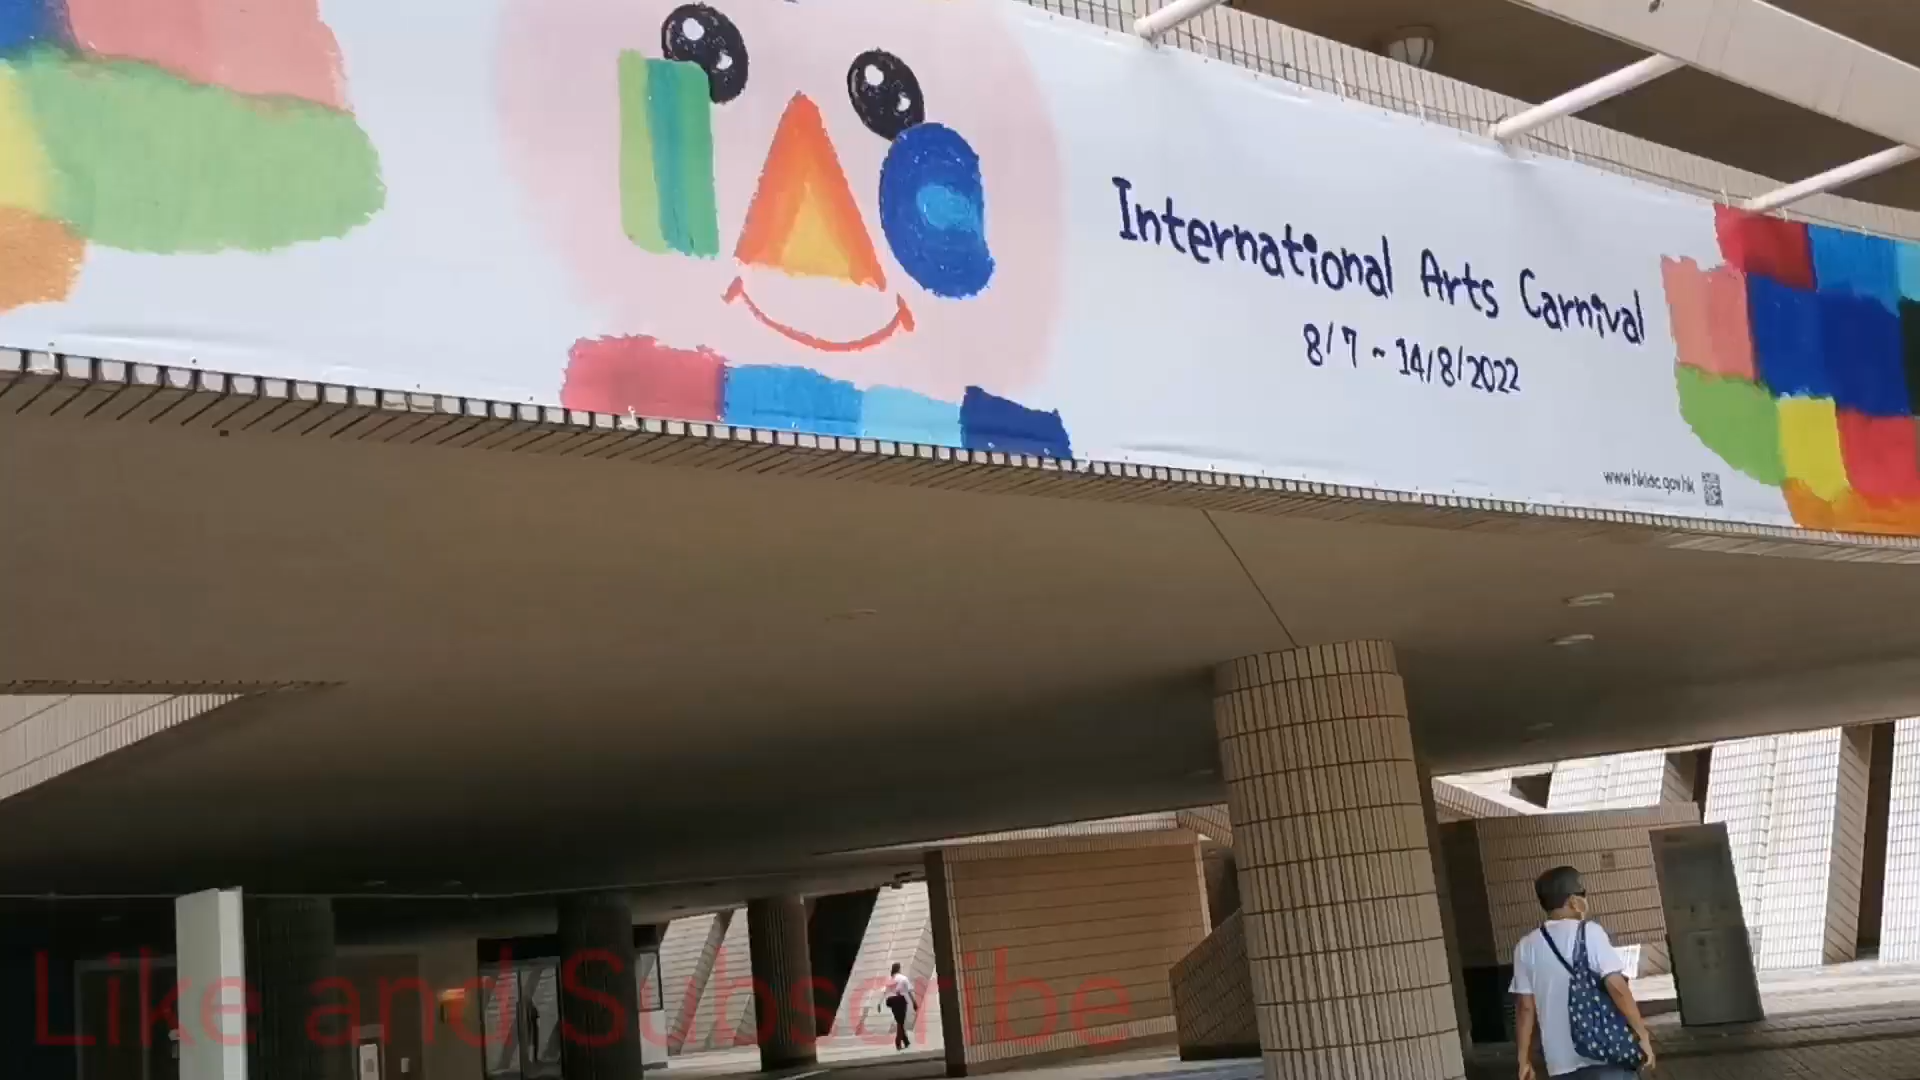 International Arts Carnival
8/7 ~ 14/8/2022
www.hkiac.gov.hk
Like and Subscribe